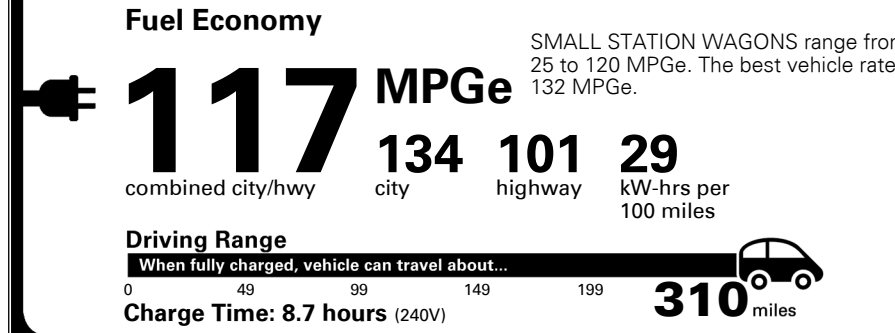 Fuel Economy
SMALL STATION WAGONS range from
25 to 120 MPGe. The best vehicle rate
132 MPGe.
117 MPGe
combined city/hwy
134 city
101 highway
29 kW-hrs per
100 miles
Driving Range
When fully charged, vehicle can travel about...
0 49 99 149 199 310 miles
Charge Time: 8.7 hours (240V)